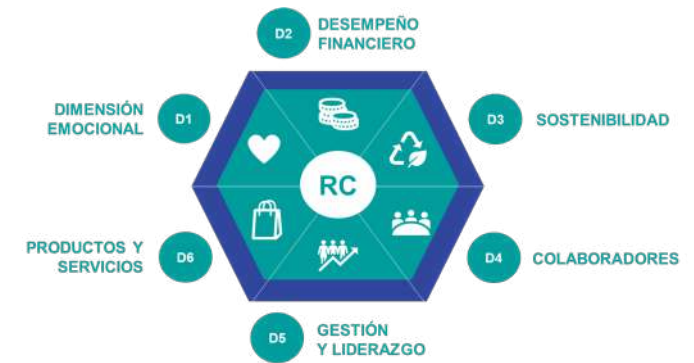 D2
DESEMPEÑO
FINANCIERO
DIMENSIÓN
EMOCIONAL
D1
D3
SOSTENIBILIDAD
RC
PRODUCTOS Y
SERVICIOS
D6
D4
COLABORADORES
D5
GESTIÓN
Y LIDERAZGO